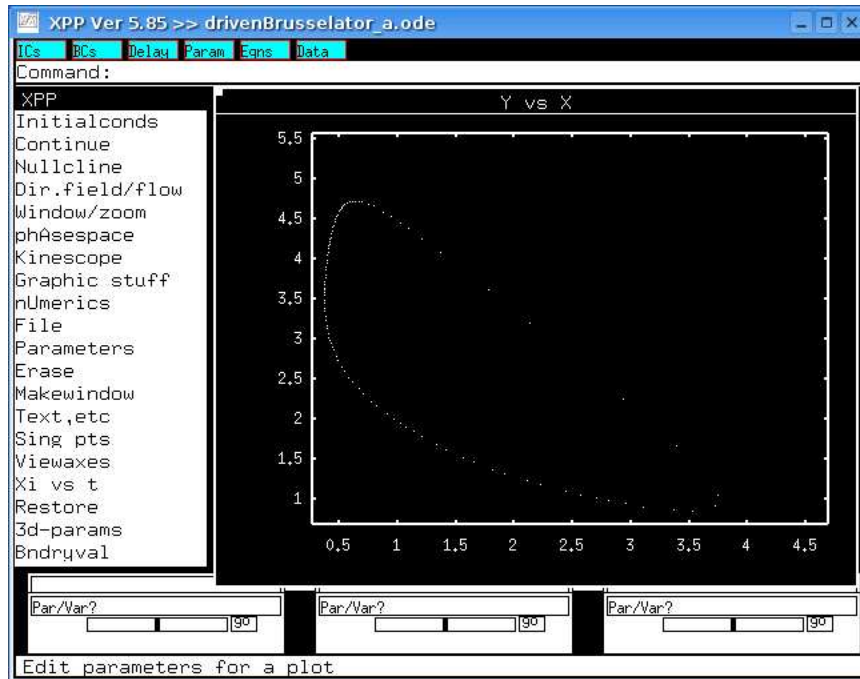 XPP Ver 5.85 >> drivenBrusselator_a.ode
ICs BCs Delay Param Eqns Data
Command:
XPP
Initialconds
Continue
Nullcline
Dir.field/flow
Window/zoom
phAsespace
Kinescope
Graphic stuff
nUmerics
File
Parameters
Erase
Makewindow
Text,etc
Sing pts
Viewaxes
Xi vs t
Restore
3d-params
Bndryval
Y vs X
5.5
5
4.5
4
3.5
3
2.5
2
1.5
1
0.5 1 1.5 2 2.5 3 3.5 4 4.5
Par/Var? Par/Var? Par/Var?
Edit parameters for a plot